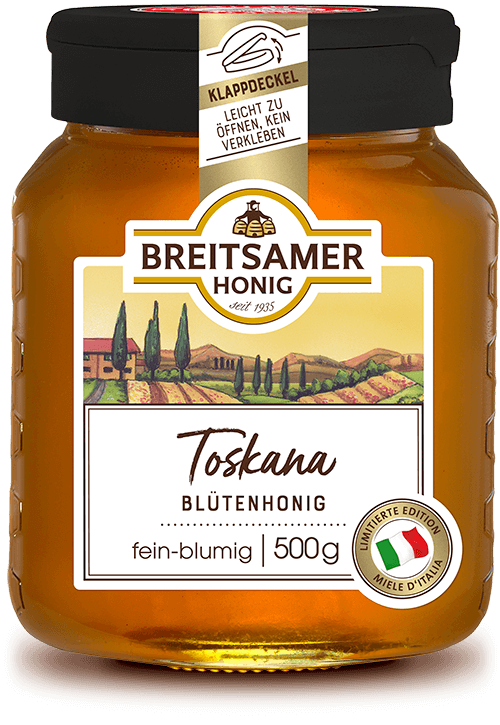 KLAPPDECKEL
LEICHT ZU
ÖFFNEN, KEIN
VERKLEBEN
BREITSAMER
HONIG
seit 1935
Toskana
BLÜTENHONIG
fein-blumig | 500g
LIMITIERTE EDITION
MIELE D'ITALIA